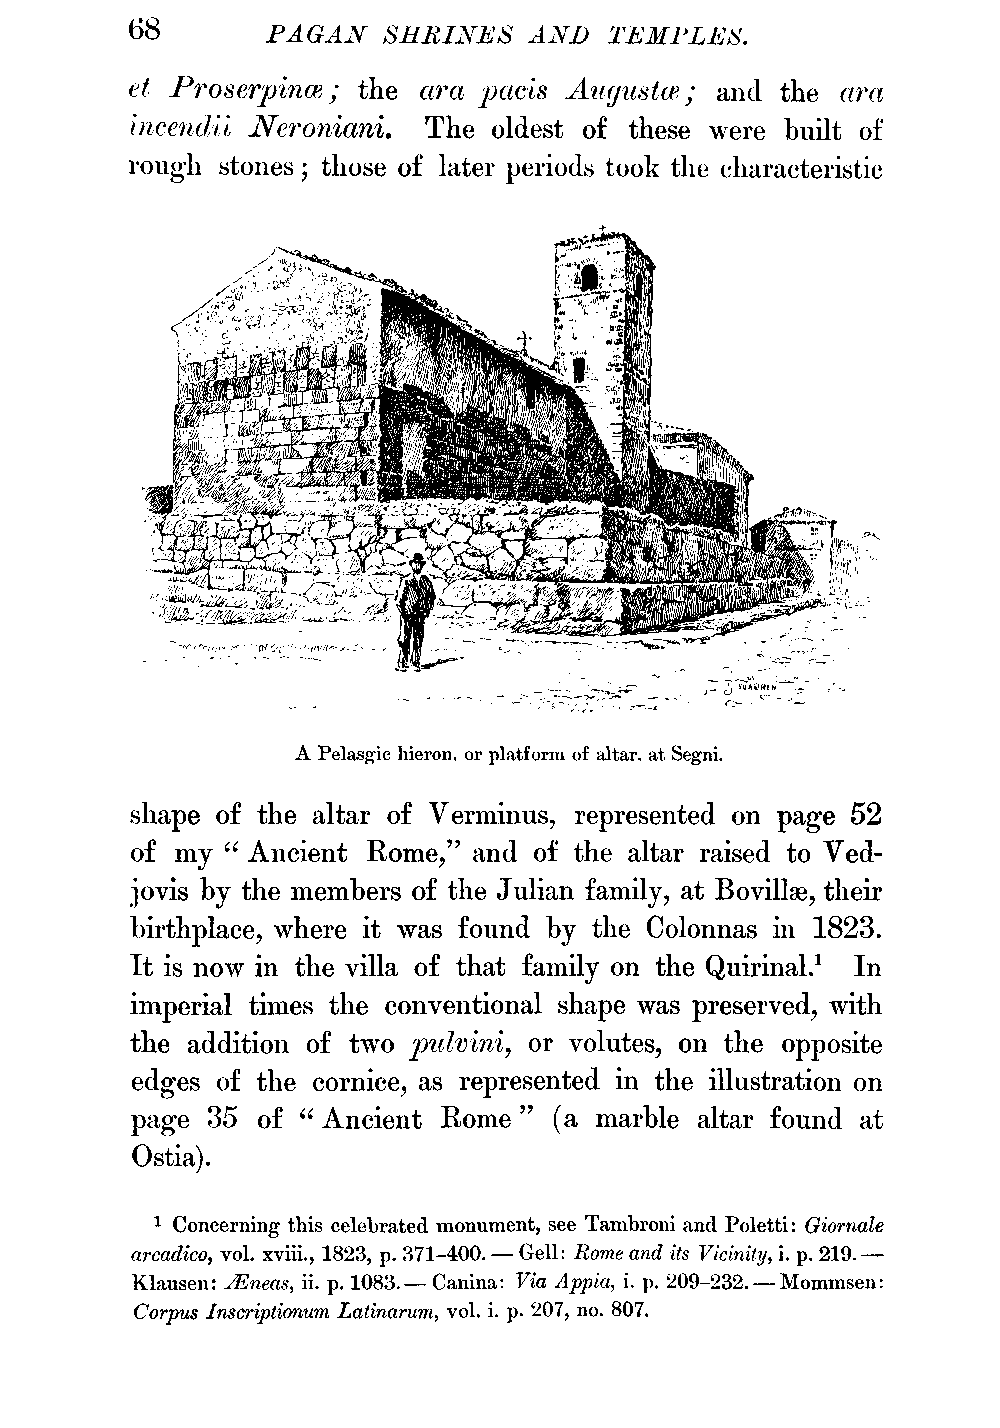 68 PAGAN SHRINES AND TEMPLES.
et Proserpinæ; the ara pacis Augustæ; and the ara
incendii Neroniani. The oldest of these were built of
rough stones; those of later periods took the characteristic
A Pelasgic hieron, or platform of altar, at Segni.
shape of the altar of Verminus, represented on page 52
of my “ Ancient Rome,” and of the altar raised to Ved-
jovis by the members of the Julian family, at Bovillæ, their
birthplace, where it was found by the Colonnas in 1823.
It is now in the villa of that family on the Quirinal.¹ In
imperial times the conventional shape was preserved, with
the addition of two pulvini, or volutes, on the opposite
edges of the cornice, as represented in the illustration on
page 35 of “ Ancient Rome ” (a marble altar found at
Ostia).
¹ Concerning this celebrated monument, see Tambroni and Poletti: Giornale
arcadico, vol. xviii., 1823, p. 371–400. — Gell: Rome and its Vicinity, i. p. 219. —
Klausen: Æneas, ii. p. 1083. — Canina: Via Appia, i. p. 209–232. — Mommsen:
Corpus Inscriptionum Latinarum, vol. i. p. 207, no. 807.